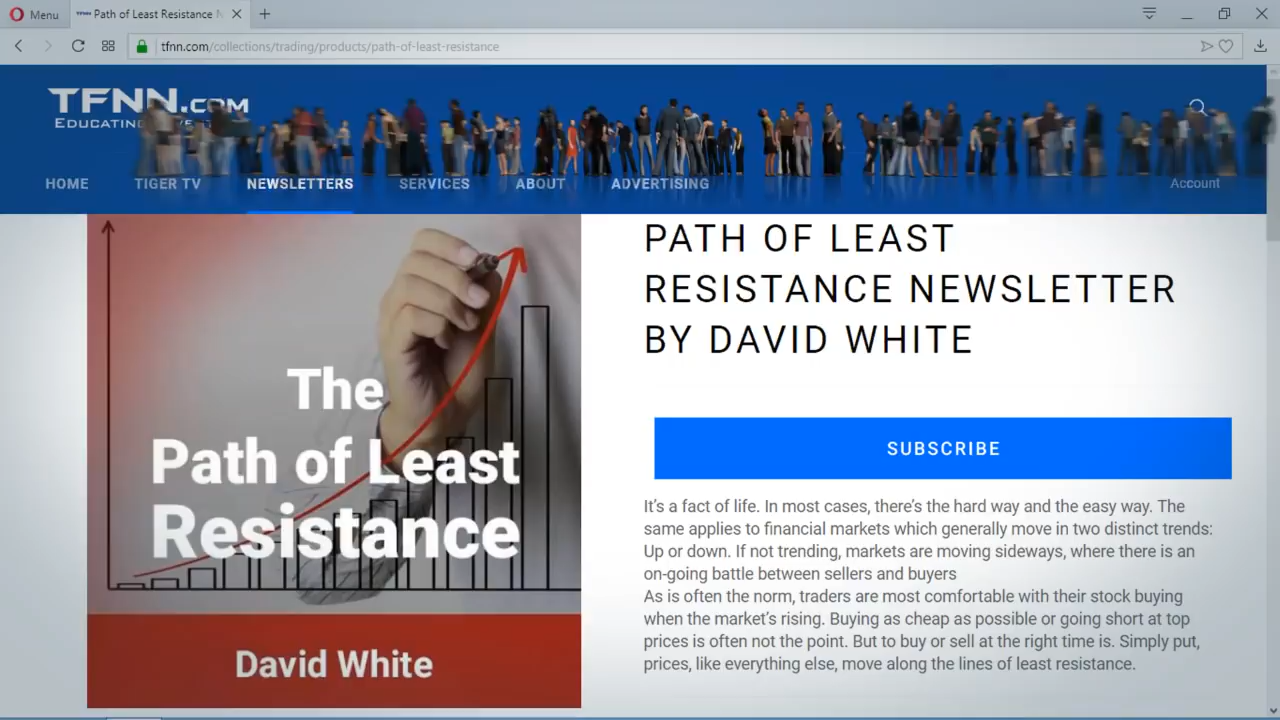 Menu
Path of Least Resistance N
tfnn.com/collections/trading/products/path-of-least-resistance
TFNN.COM
EDUCATING
HOME
TIGER TV
NEWSLETTERS
SERVICES
ABOUT
ADVERTISING
Account
The
Path of Least
Resistance
David White
PATH OF LEAST
RESISTANCE NEWSLETTER
BY DAVID WHITE
SUBSCRIBE
It’s a fact of life. In most cases, there’s the hard way and the easy way. The
same applies to financial markets which generally move in two distinct trends:
Up or down. If not trending, markets are moving sideways, where there is an
on-going battle between sellers and buyers
As is often the norm, traders are most comfortable with their stock buying
when the market’s rising. Buying as cheap as possible or going short at top
prices is often not the point. But to buy or sell at the right time is. Simply put,
prices, like everything else, move along the lines of least resistance.